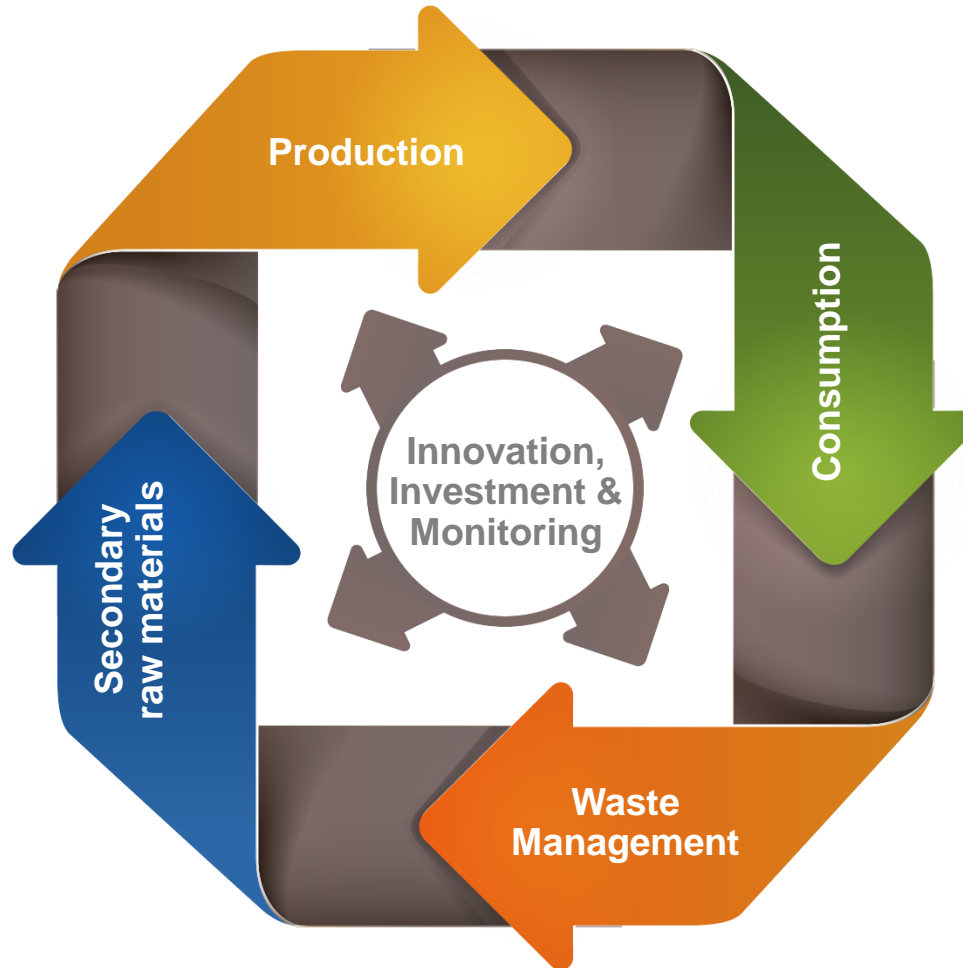 Production
Consumption
Innovation,
Investment &
Monitoring
Secondary
raw materials
Waste
Management